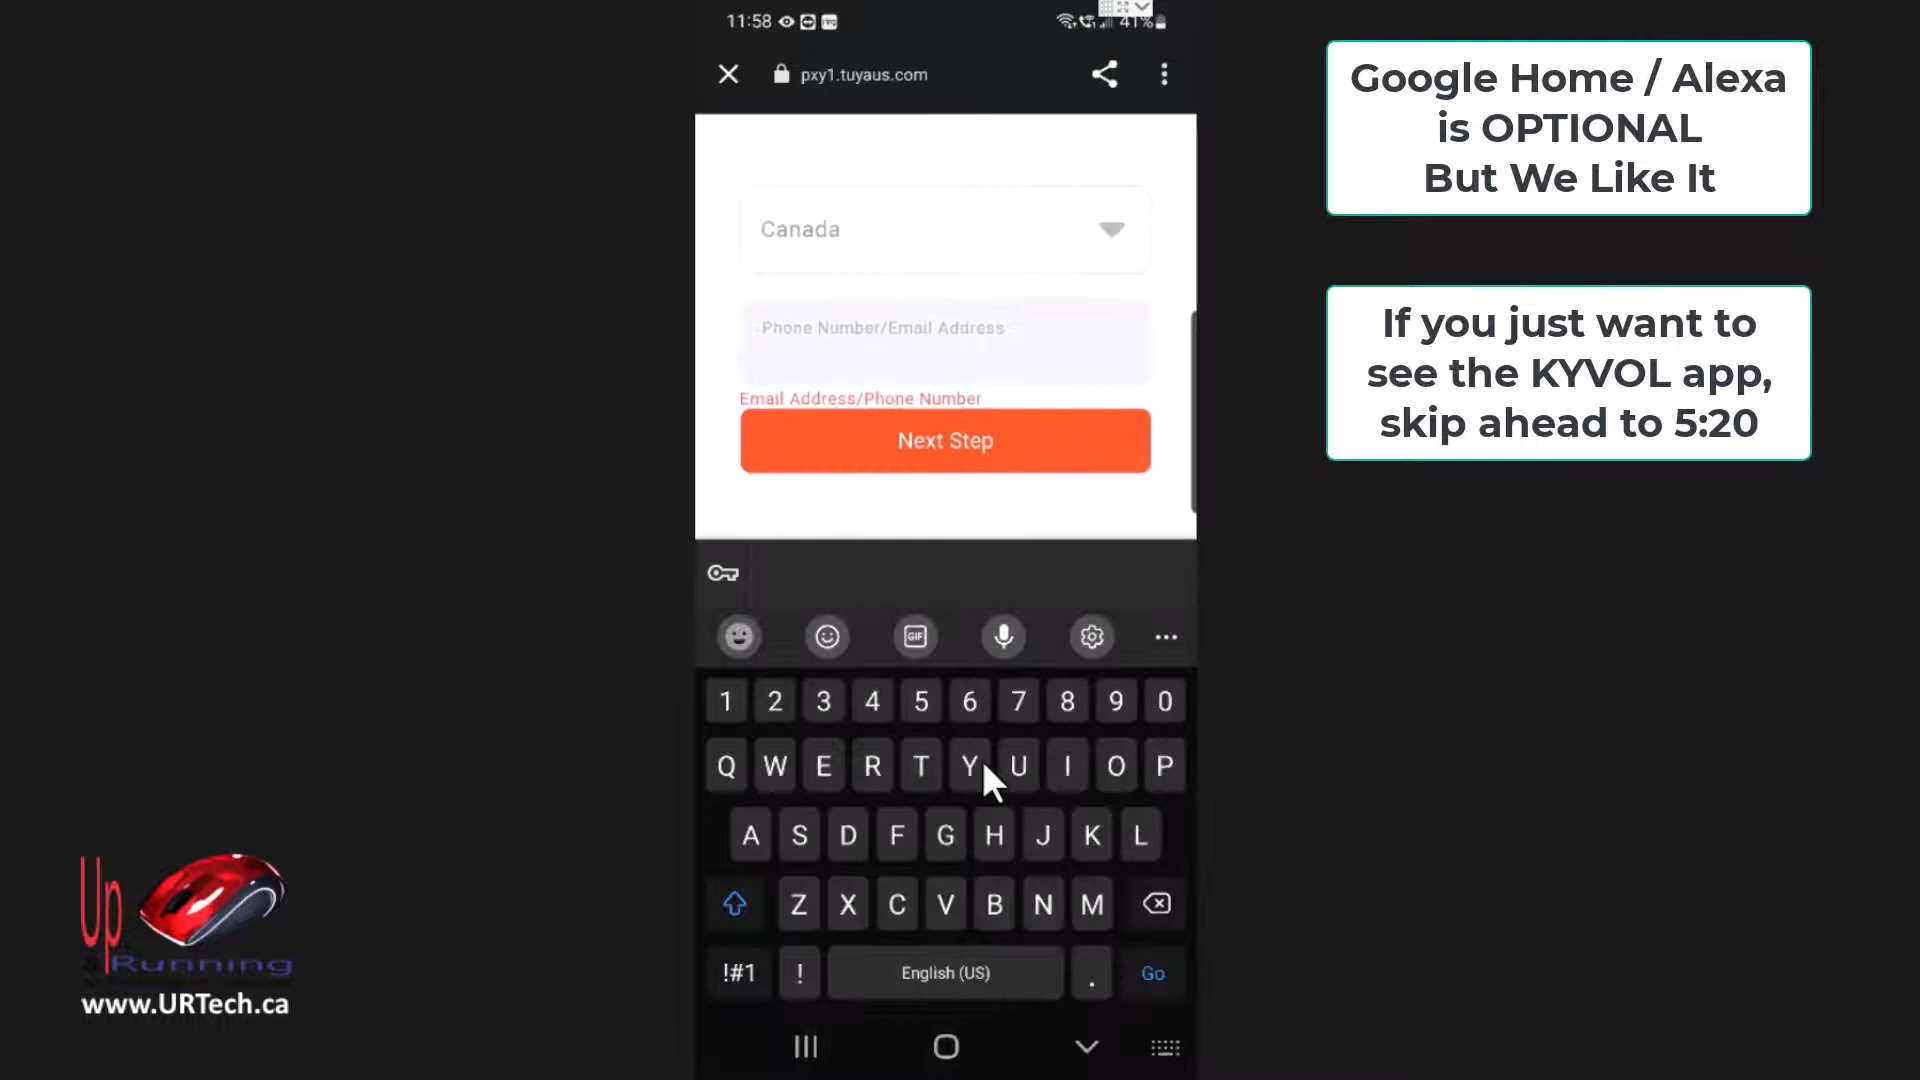 11:58
41%
pxy1.tuyaus.com
Canada
Phone Number/Email Address
Email Address/Phone Number
Next Step
GIF
1 2 3 4 5 6 7 8 9 0
Q W E R T Y U I O P
A S D F G H J K L
Z X C V B N M
!#1 ! English (US) . Go
Google Home / Alexa
is OPTIONAL
But We Like It
If you just want to
see the KYVOL app,
skip ahead to 5:20
Up
Running
www.URTech.ca